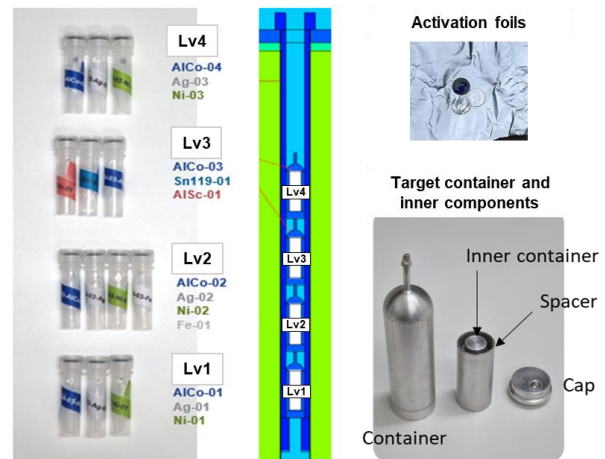 Lv4
AlCo-04
Ag-03
Ni-03
Lv3
AlCo-03
Sn119-01
AlSc-01
Lv2
AlCo-02
Ag-02
Ni-02
Fe-01
Lv1
AlCo-01
Ag-01
Ni-01
Lv4
Lv3
Lv2
Lv1
Activation foils
Target container and
inner components
Inner container
Spacer
Cap
Container